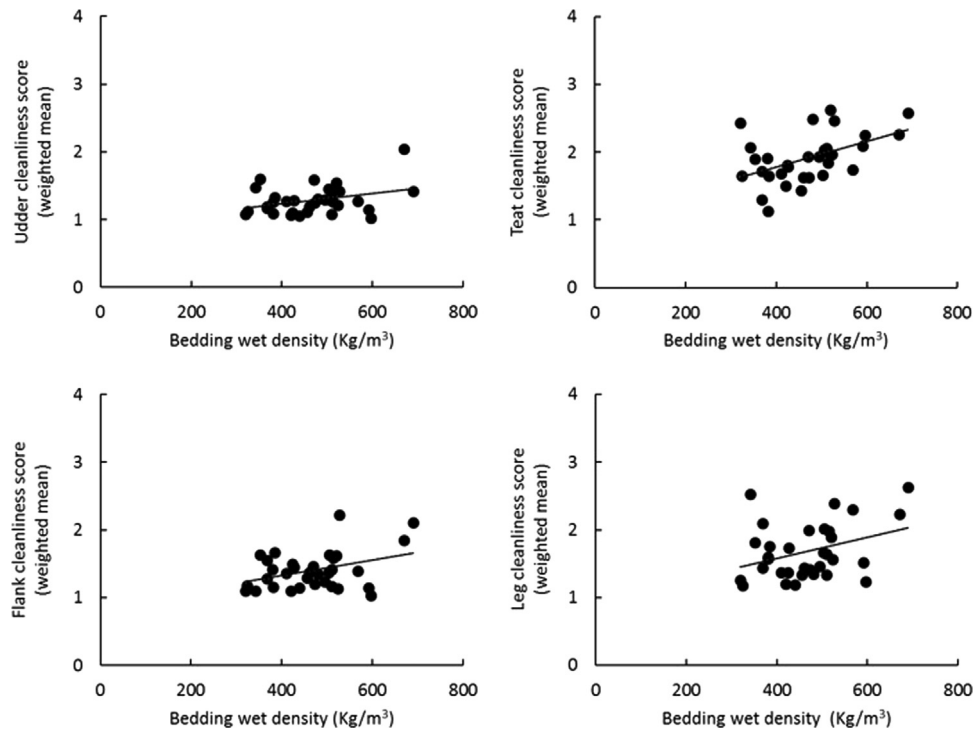 4
3
2
1
0
0 200 400 600 800
Udder cleanliness score
(weighted mean)
Bedding wet density (Kg/m³)
4
3
2
1
0
0 200 400 600 800
Teat cleanliness score
(weighted mean)
Bedding wet density (Kg/m³)
4
3
2
1
0
0 200 400 600 800
Flank cleanliness score
(weighted mean)
Bedding wet density (Kg/m³)
4
3
2
1
0
0 200 400 600 800
Leg cleanliness score
(weighted mean)
Bedding wet density (Kg/m³)